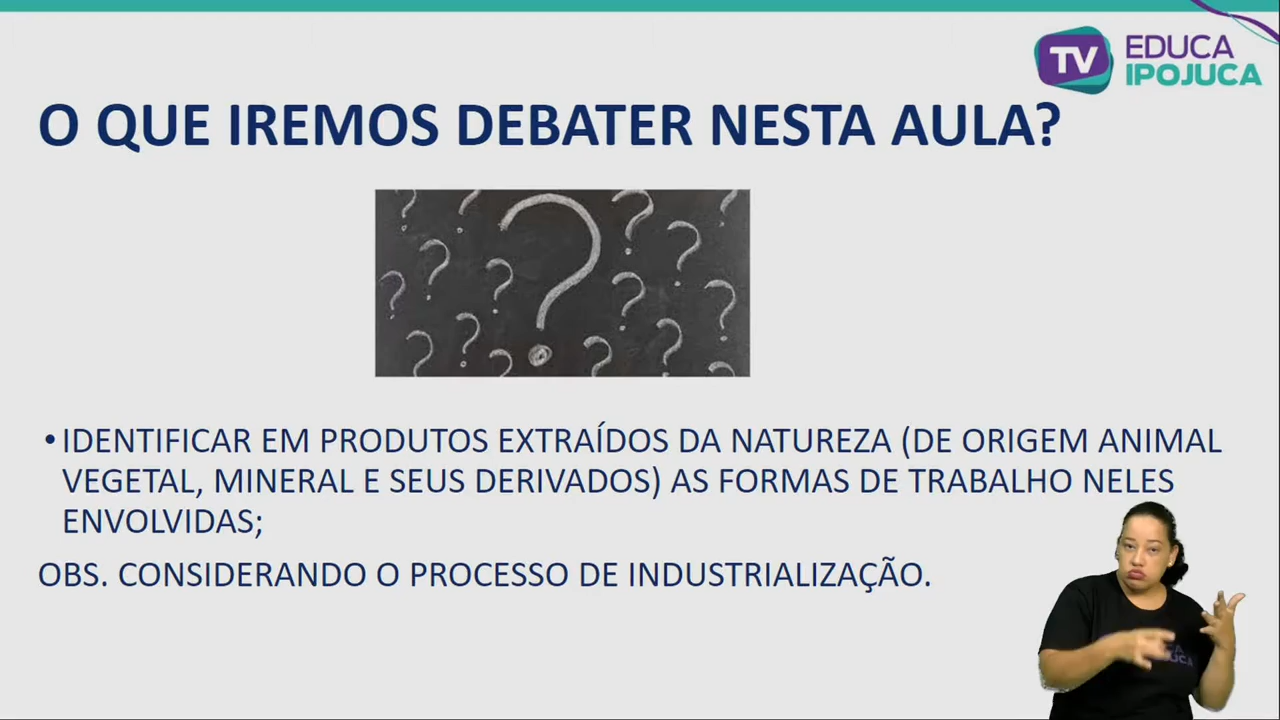 TV EDUCA
IPOJUCA
O QUE IREMOS DEBATER NESTA AULA?
• IDENTIFICAR EM PRODUTOS EXTRAÍDOS DA NATUREZA (DE ORIGEM ANIMAL
VEGETAL, MINERAL E SEUS DERIVADOS) AS FORMAS DE TRABALHO NELES
ENVOLVIDAS;
OBS. CONSIDERANDO O PROCESSO DE INDUSTRIALIZAÇÃO.